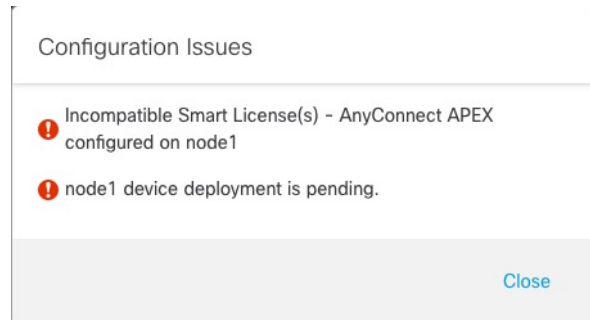 Configuration Issues
Incompatible Smart License(s) - AnyConnect APEX
configured on node1
node1 device deployment is pending.
Close